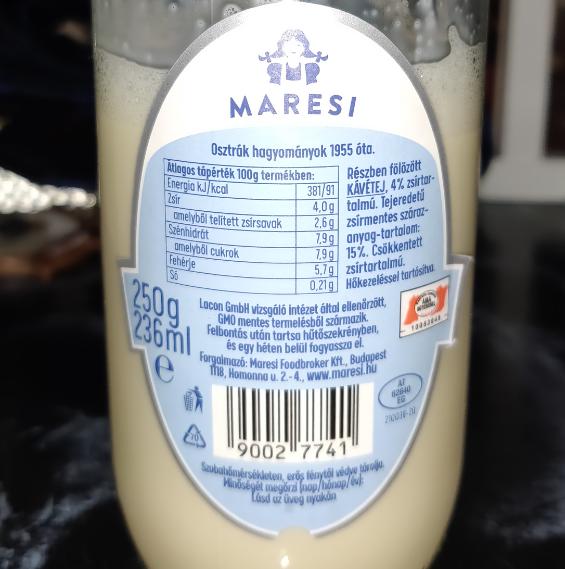 MARESI
Osztrák hagyományok 1955 óta.
Átlagos tápérték 100g termékben:
Energia kJ/kcal 381/91
Zsír 4,0g
amelyből telített zsírsavak 2,6g
Szénhidrát 7,9g
amelyből cukrok 7,9g
Fehérje 5,7g
Só 0,21g
Részben fölözött
KÁVÉTEJ, 4% zsírtar-
talmú. Tejeredetű
zsírmentes száraz-
anyag-tartalom:
15%. Csökkentett
zsírtartalmú.
Hőkezeléssel tartósítva.
250g
236ml
e
Lacon GmbH vizsgáló intézet által ellenőrzött,
GMO mentes termelésből származik.
Felbontás után tartsa hűtőszekrényben,
és egy héten belül fogyassza el.
Forgalmazó: Maresi Foodbroker Kft., Budapest
1118, Homonna u. 2.-4., www.maresi.hu
AT
EG
70
9002 7741
Szobahőmérsékleten, erős fénytől védve tárolja.
Minőségét megőrzi (nap/hónap/év):
Lásd az üveg nyakán